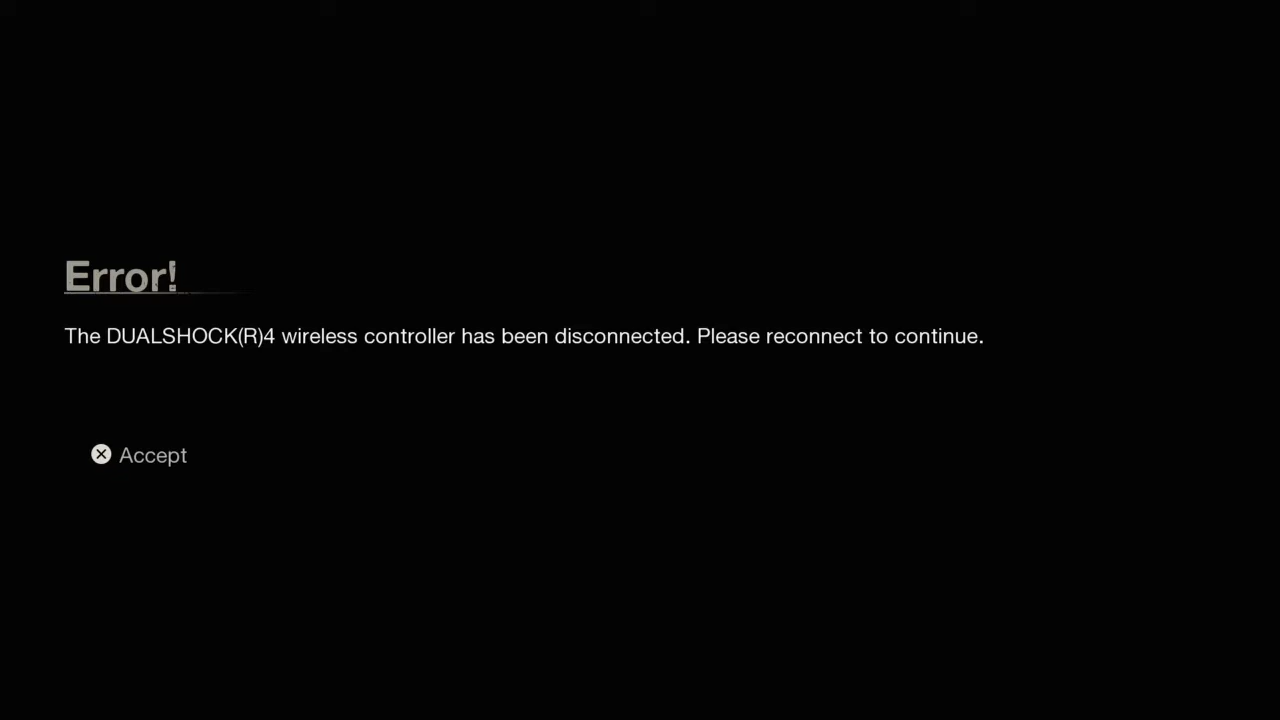 Error!
The DUALSHOCK(R)4 wireless controller has been disconnected. Please reconnect to continue.
Accept